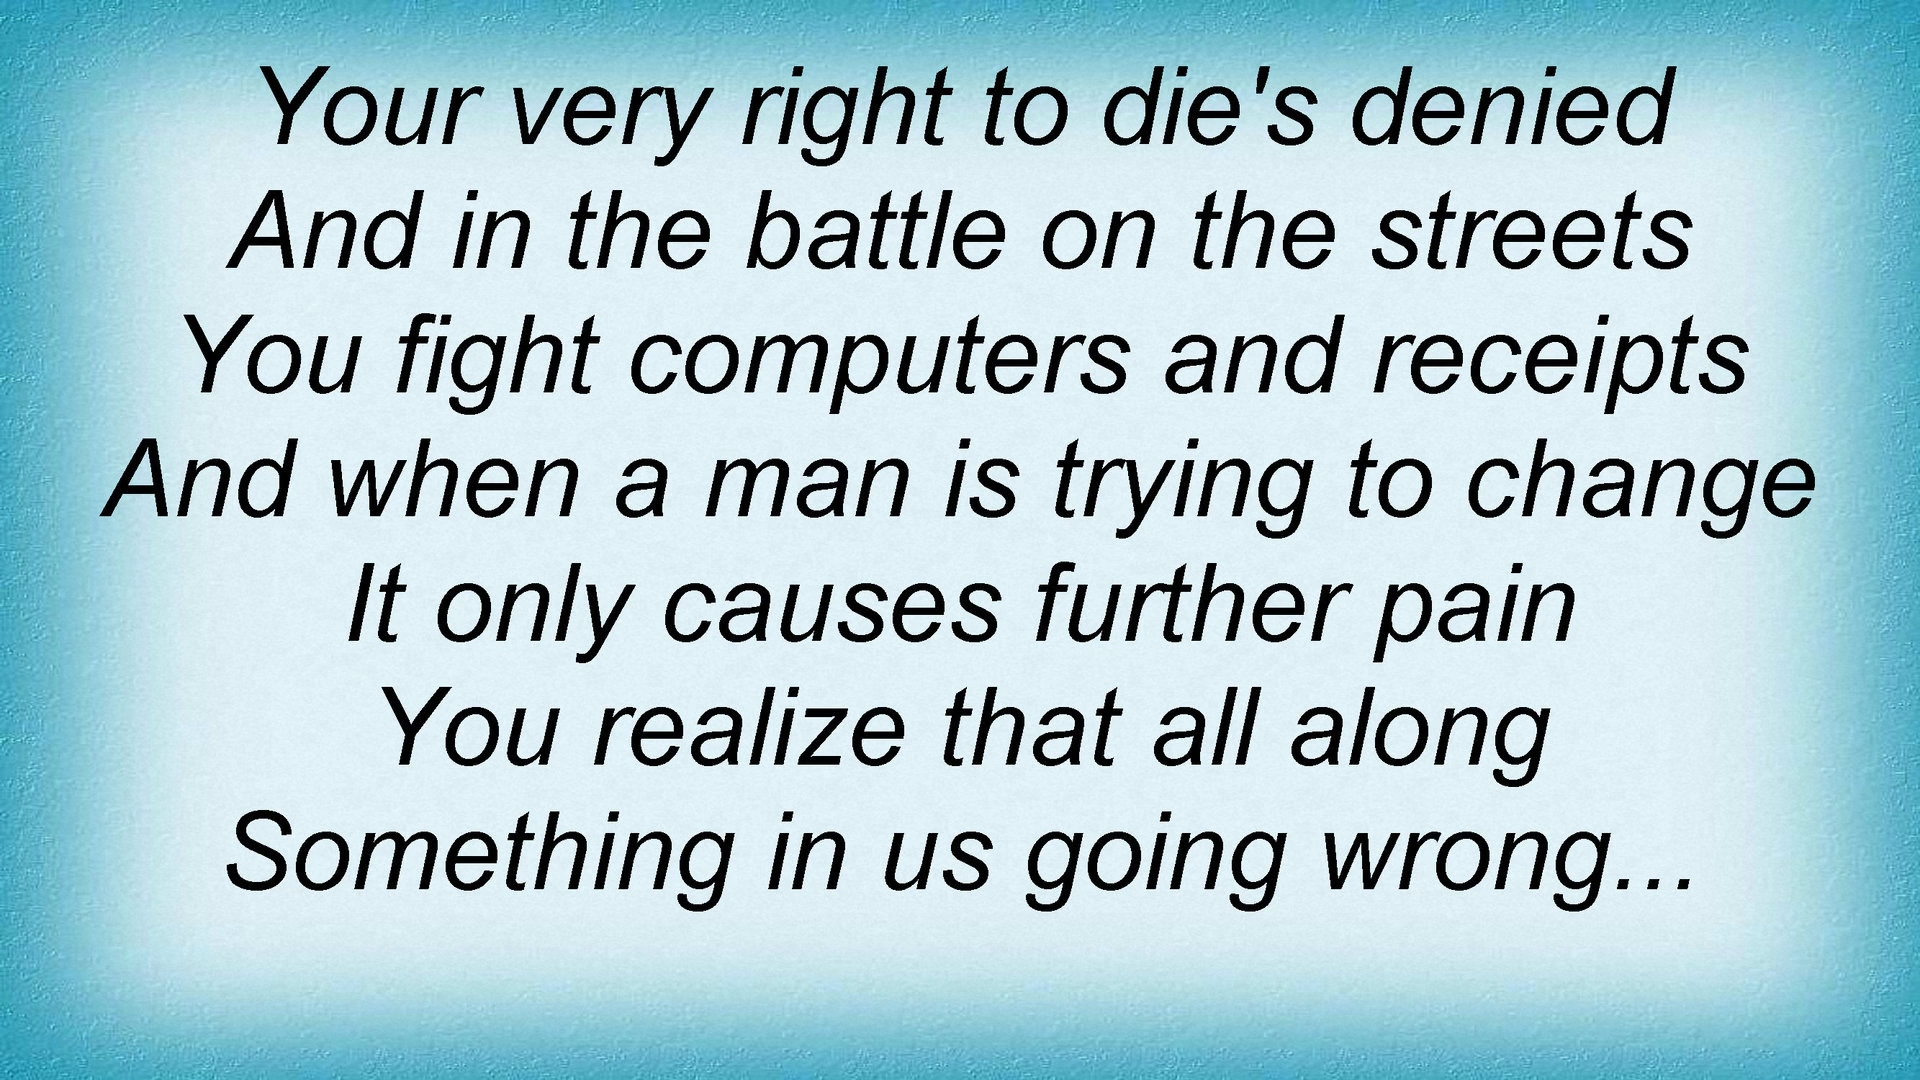 Your very right to die's denied
And in the battle on the streets
You fight computers and receipts
And when a man is trying to change
It only causes further pain
You realize that all along
Something in us going wrong...